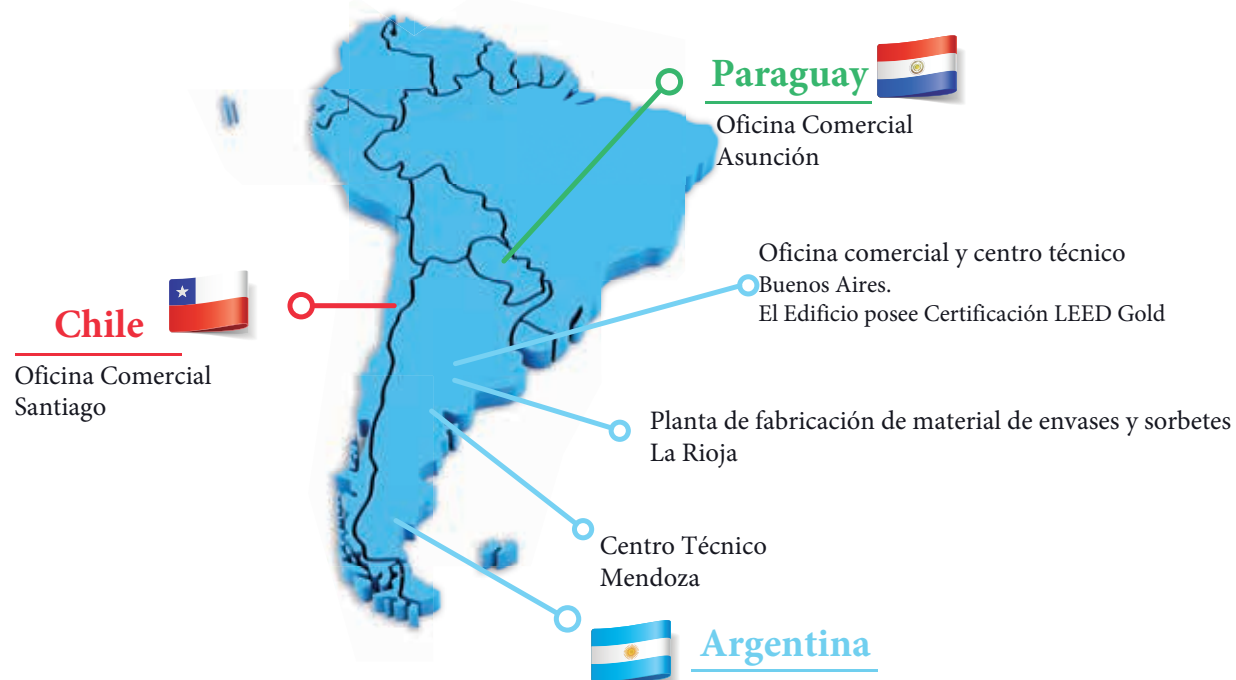 Paraguay
Oficina Comercial
Asunción
Oficina comercial y centro técnico
Buenos Aires.
El Edificio posee Certificación LEED Gold
Chile
Oficina Comercial
Santiago
Planta de fabricación de material de envases y sorbetes
La Rioja
Centro Técnico
Mendoza
Argentina